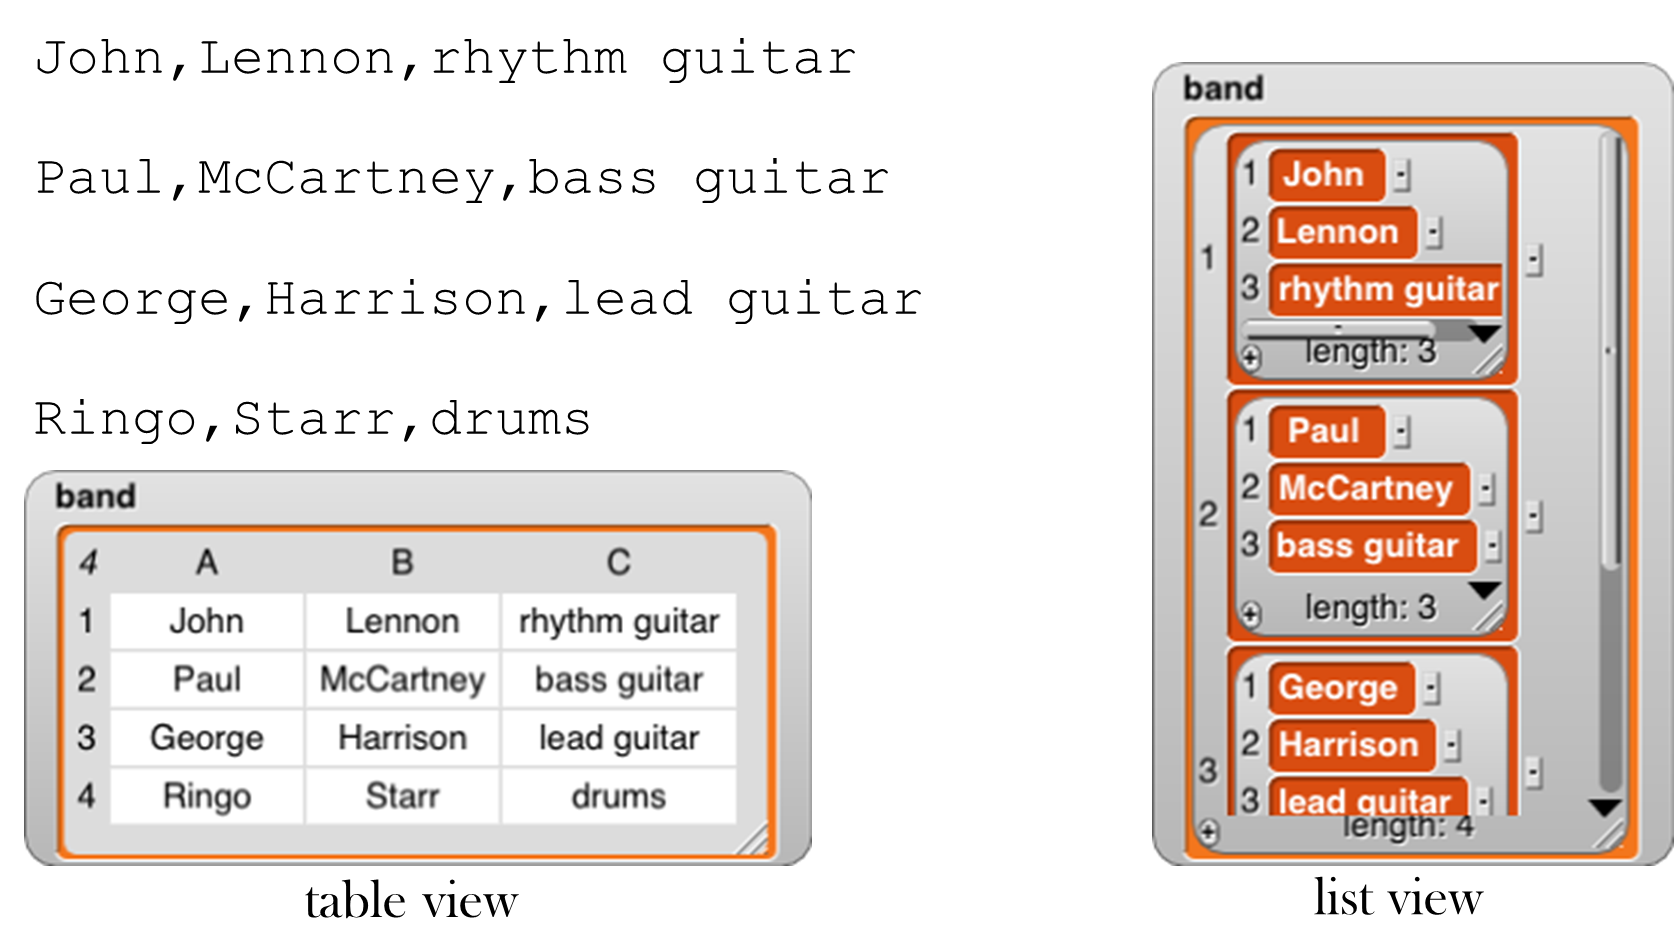 John,Lennon,rhythm guitar
Paul,McCartney,bass guitar
George,Harrison,lead guitar
Ringo,Starr,drums
band
4 A B C
1 John Lennon rhythm guitar
2 Paul McCartney bass guitar
3 George Harrison lead guitar
4 Ringo Starr drums
table view
band
1
1 John -
2 Lennon -
3 rhythm guitar
+ length: 3
-
2
1 Paul -
2 McCartney -
3 bass guitar -
+ length: 3
-
3
1 George -
2 Harrison -
3 lead guitar -
-
+ length: 4
list view